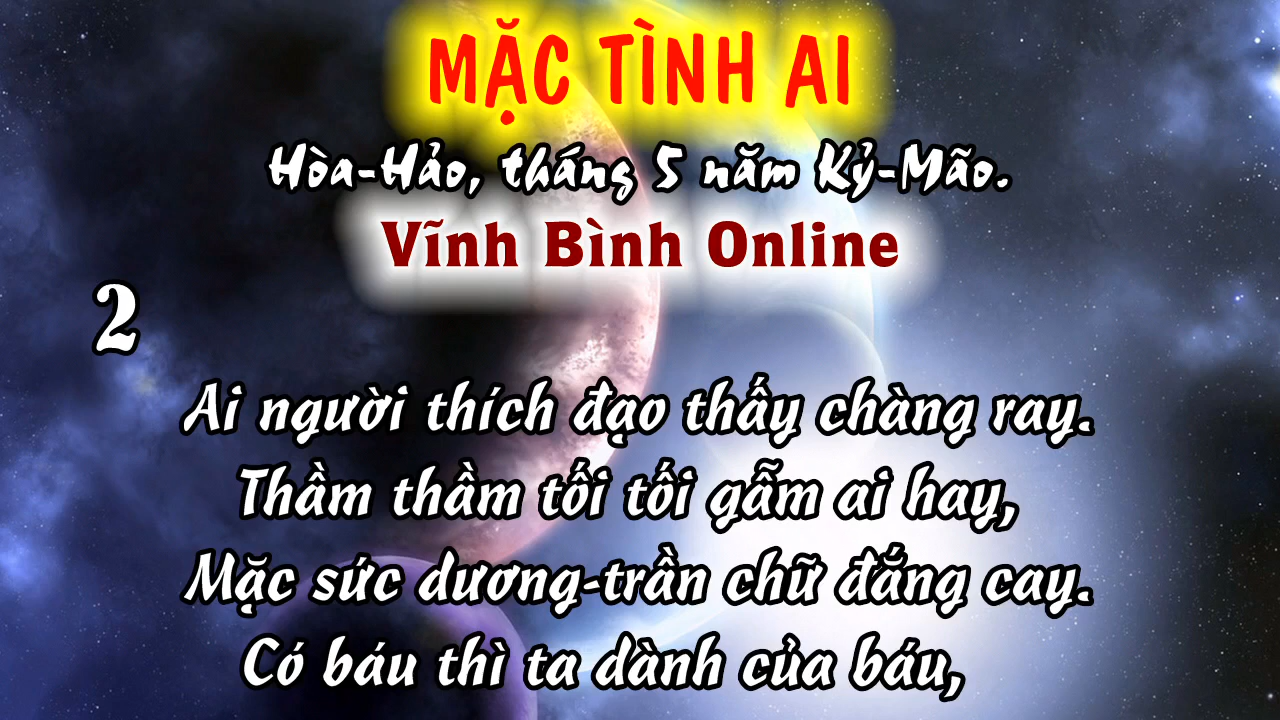 MẶC TÌNH AI
Hòa-Hảo, tháng 5 năm Kỷ-Mão.
Vĩnh Bình Online
2
Ai người thích đạo thấy chàng ray.
Thầm thầm tối tối gẫm ai hay,
Mặc sức dương-trần chữ đắng cay.
Có báu thì ta dành của báu,